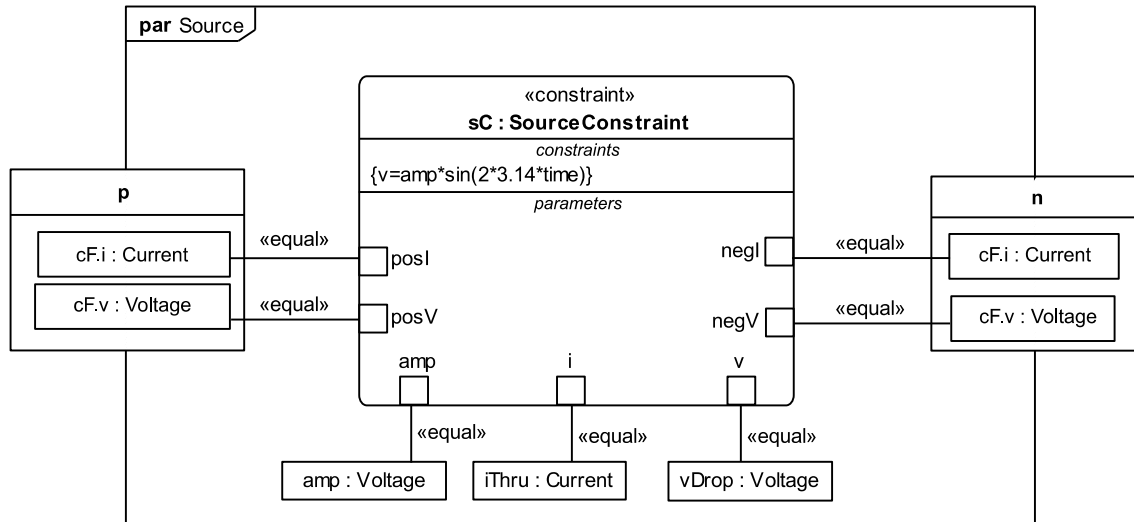 par Source
«constraint»
sC : SourceConstraint
constraints
{v=amp*sin(2*3.14*time)}
parameters
p
cF.i : Current
cF.v : Voltage
«equal»
«equal»
posI
posV
negI
negV
«equal»
«equal»
n
cF.i : Current
cF.v : Voltage
amp
i
v
«equal»
«equal»
«equal»
amp : Voltage
iThru : Current
vDrop : Voltage